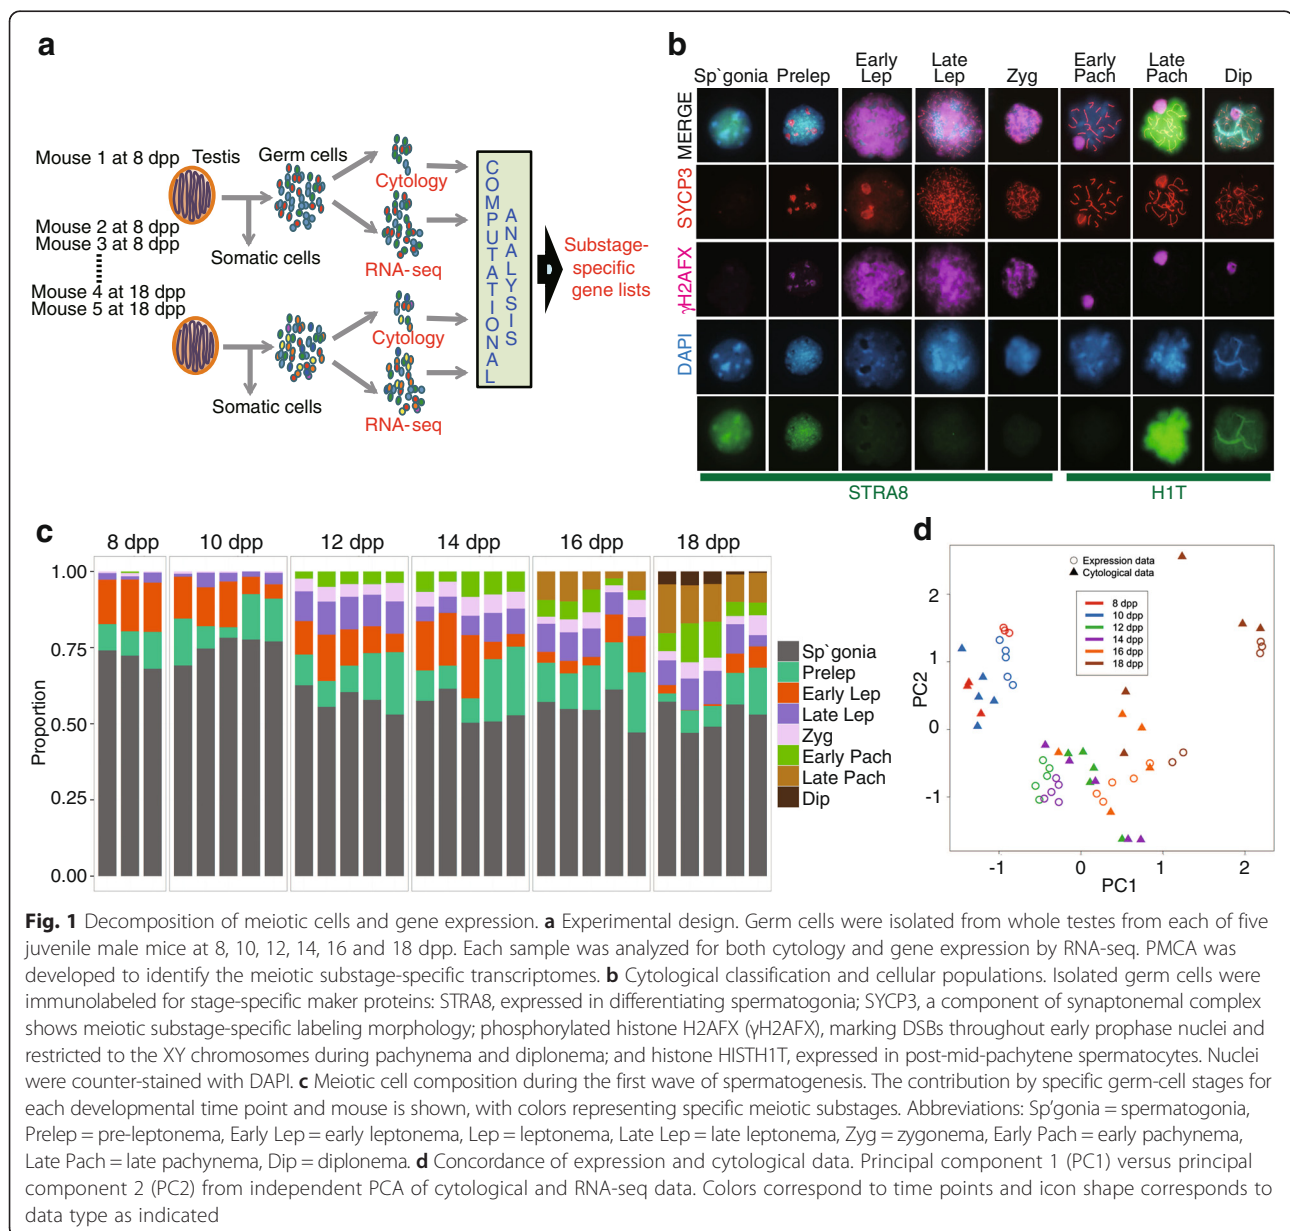 a
Mouse 1 at 8 dpp
Testis
Germ cells
Cytology
Mouse 2 at 8 dpp
Mouse 3 at 8 dpp
Somatic cells
RNA-seq
Mouse 4 at 18 dpp
Mouse 5 at 18 dpp
Cytology
Somatic cells
RNA-seq
COMPUTATIONAL
ANALYSIS
Substage-
specific
gene lists
b
Sp`gonia
Prelep
Early
Lep
Late
Lep
Zyg
Early
Pach
Late
Pach
Dip
MERGE
SYCP3
γH2AFX
DAPI
STRA8
H1T
c
8 dpp
10 dpp
12 dpp
14 dpp
16 dpp
18 dpp
Proportion
1.00
0.75
0.50
0.25
0.00
Sp`gonia
Prelep
Early Lep
Late Lep
Zyg
Early Pach
Late Pach
Dip
d
Expression data
Cytological data
8 dpp
10 dpp
12 dpp
14 dpp
16 dpp
18 dpp
PC2
2
1
0
-1
-1
0
1
2
PC1
Fig. 1 Decomposition of meiotic cells and gene expression. a Experimental design. Germ cells were isolated from whole testes from each of five
juvenile male mice at 8, 10, 12, 14, 16 and 18 dpp. Each sample was analyzed for both cytology and gene expression by RNA-seq. PMCA was
developed to identify the meiotic substage-specific transcriptomes. b Cytological classification and cellular populations. Isolated germ cells were
immunolabeled for stage-specific maker proteins: STRA8, expressed in differentiating spermatogonia; SYCP3, a component of synaptonemal complex
shows meiotic substage-specific labeling morphology; phosphorylated histone H2AFX (γH2AFX), marking DSBs throughout early prophase nuclei and
restricted to the XY chromosomes during pachynema and diplonema; and histone HISTH1T, expressed in post-mid-pachytene spermatocytes. Nuclei
were counter-stained with DAPI. c Meiotic cell composition during the first wave of spermatogenesis. The contribution by specific germ-cell stages for
each developmental time point and mouse is shown, with colors representing specific meiotic substages. Abbreviations: Sp'gonia = spermatogonia,
Prelep = pre-leptonema, Early Lep = early leptonema, Lep = leptonema, Late Lep = late leptonema, Zyg = zygonema, Early Pach = early pachynema,
Late Pach = late pachynema, Dip = diplonema. d Concordance of expression and cytological data. Principal component 1 (PC1) versus principal
component 2 (PC2) from independent PCA of cytological and RNA-seq data. Colors correspond to time points and icon shape corresponds to
data type as indicated